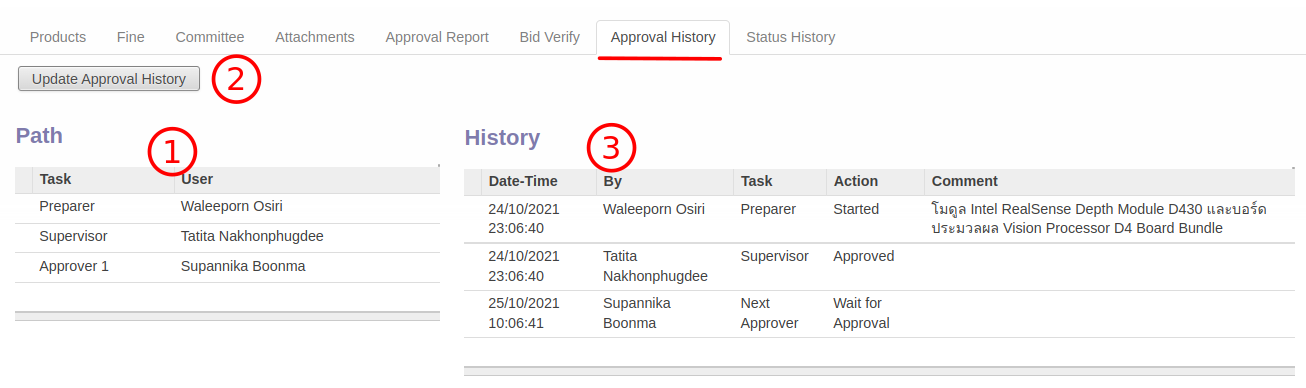 Products Fine Committee Attachments Approval Report Bid Verify Approval History Status History
Update Approval History 2
Path 1
Task User
Preparer Waleeporn Osiri
Supervisor Tatita Nakhonphugdee
Approver 1 Supannika Boonma
History 3
Date-Time By Task Action Comment
24/10/2021 Waleeporn Osiri Preparer Started โมดูล Intel RealSense Depth Module D430 และบอร์ด
23:06:40 ประมวลผล Vision Processor D4 Board Bundle
24/10/2021 Tatita Supervisor Approved
23:06:40 Nakhonphugdee
25/10/2021 Supannika Next Wait for
10:06:41 Boonma Approver Approval